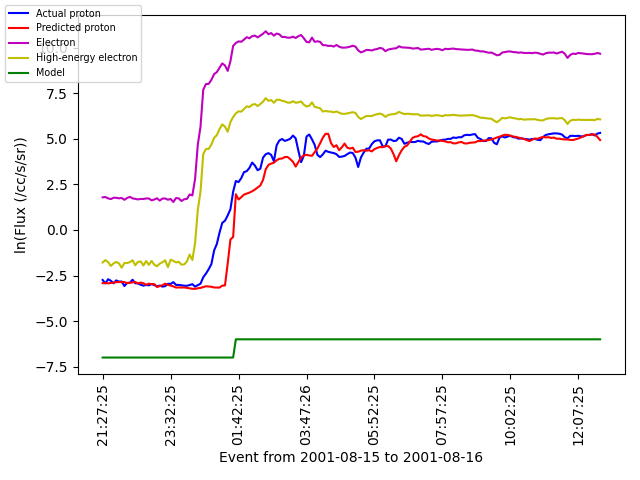 Actual proton
Predicted proton
Electron
High-energy electron
Model
10.0
7.5
5.0
2.5
0.0
−2.5
−5.0
−7.5
ln(Flux (/cc/s/sr))
21:27:25
23:32:25
01:42:25
03:47:26
05:52:25
07:57:25
10:02:25
12:07:25
Event from 2001-08-15 to 2001-08-16